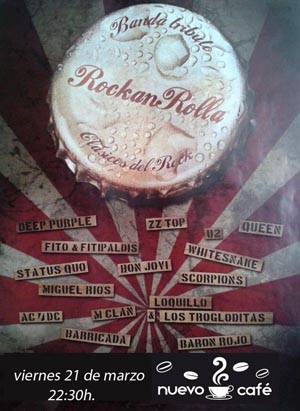 Banda tributo
RockanRolla
Clásicos del Rock
DEEP PURPLE
ZZ TOP
U2
QUEEN
FITO & FITIPALDIS
WHITESNAKE
STATUS QUO
BON JOVI
SCORPIONS
MIGUEL RIOS
LOQUILLO
AC/DC
M CLAN
& LOS TROGLODITAS
BARRICADA
BARON ROJO
viernes 21 de marzo
22:30h.
nuevo café